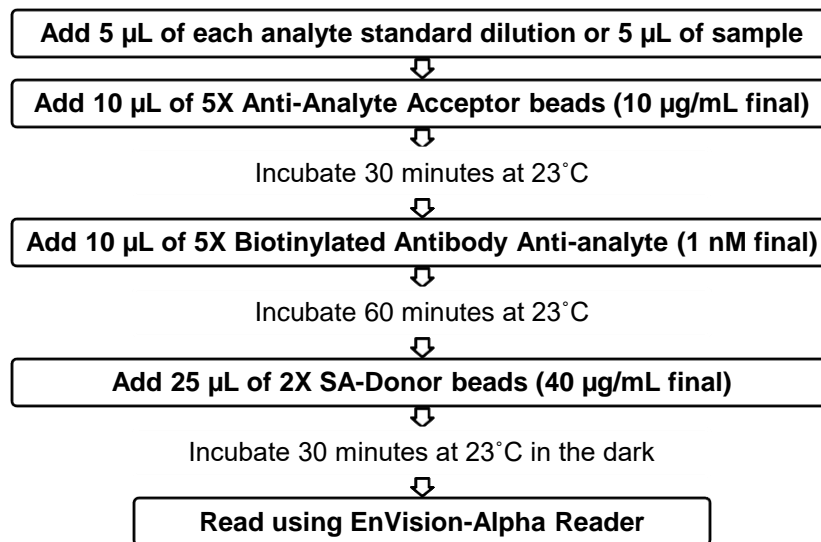 Add 5 µL of each analyte standard dilution or 5 µL of sample
Add 10 µL of 5X Anti-Analyte Acceptor beads (10 µg/mL final)
Incubate 30 minutes at 23˚C
Add 10 µL of 5X Biotinylated Antibody Anti-analyte (1 nM final)
Incubate 60 minutes at 23˚C
Add 25 µL of 2X SA-Donor beads (40 µg/mL final)
Incubate 30 minutes at 23˚C in the dark
Read using EnVision-Alpha Reader